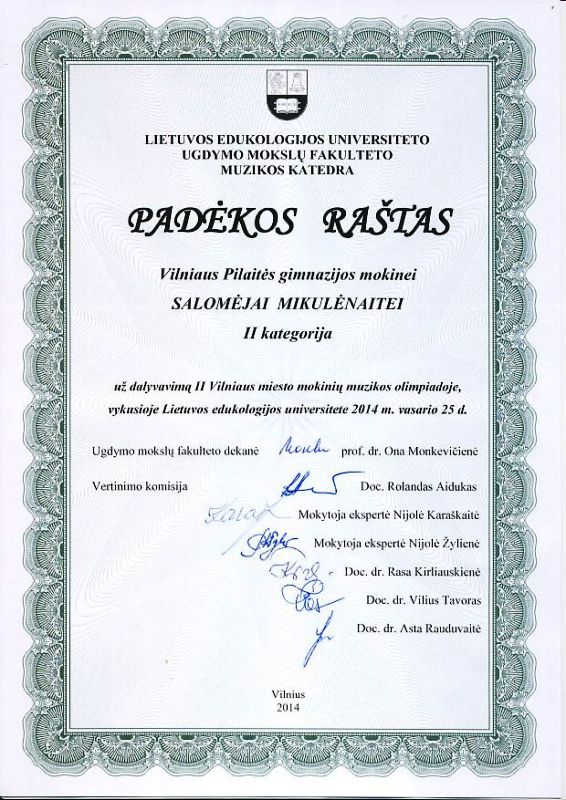 LIETUVOS EDUKOLOGIJOS UNIVERSITETO
UGDYMO MOKSLŲ FAKULTETO
MUZIKOS KATEDRA
PADĖKOS RAŠTAS
Vilniaus Pilaitės gimnazijos mokinei
SALOMĖJAI MIKULĖNAITEI
II kategorija
už dalyvavimą II Vilniaus miesto mokinių muzikos olimpiadoje,
vykusioje Lietuvos edukologijos universitete 2014 m. vasario 25 d.
Ugdymo mokslų fakulteto dekanė prof. dr. Ona Monkevičienė
Vertinimo komisija Doc. Rolandas Aidukas
Mokytoja ekspertė Nijolė Karaškaitė
Mokytoja ekspertė Nijolė Žylienė
Doc. dr. Rasa Kirliauskienė
Doc. dr. Vilius Tavoras
Doc. dr. Asta Rauduvaitė
Vilnius
2014